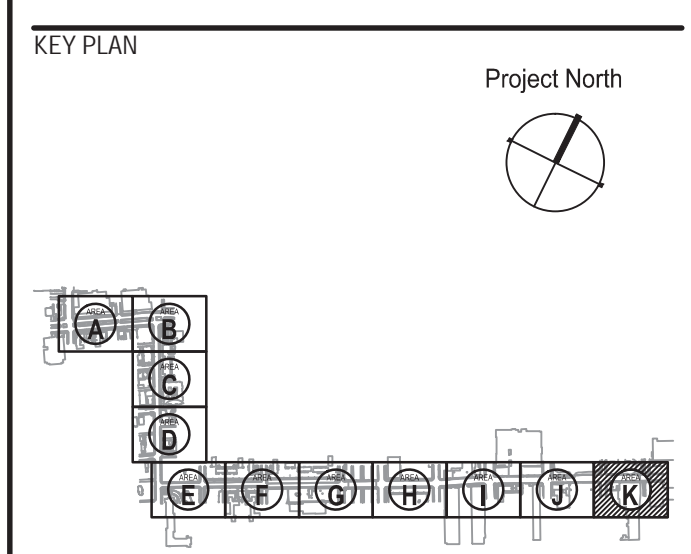 KEY PLAN
Project North
AREA
A
AREA
B
AREA
C
AREA
D
AREA
E
AREA
F
AREA
G
AREA
H
AREA
I
AREA
J
AREA
K